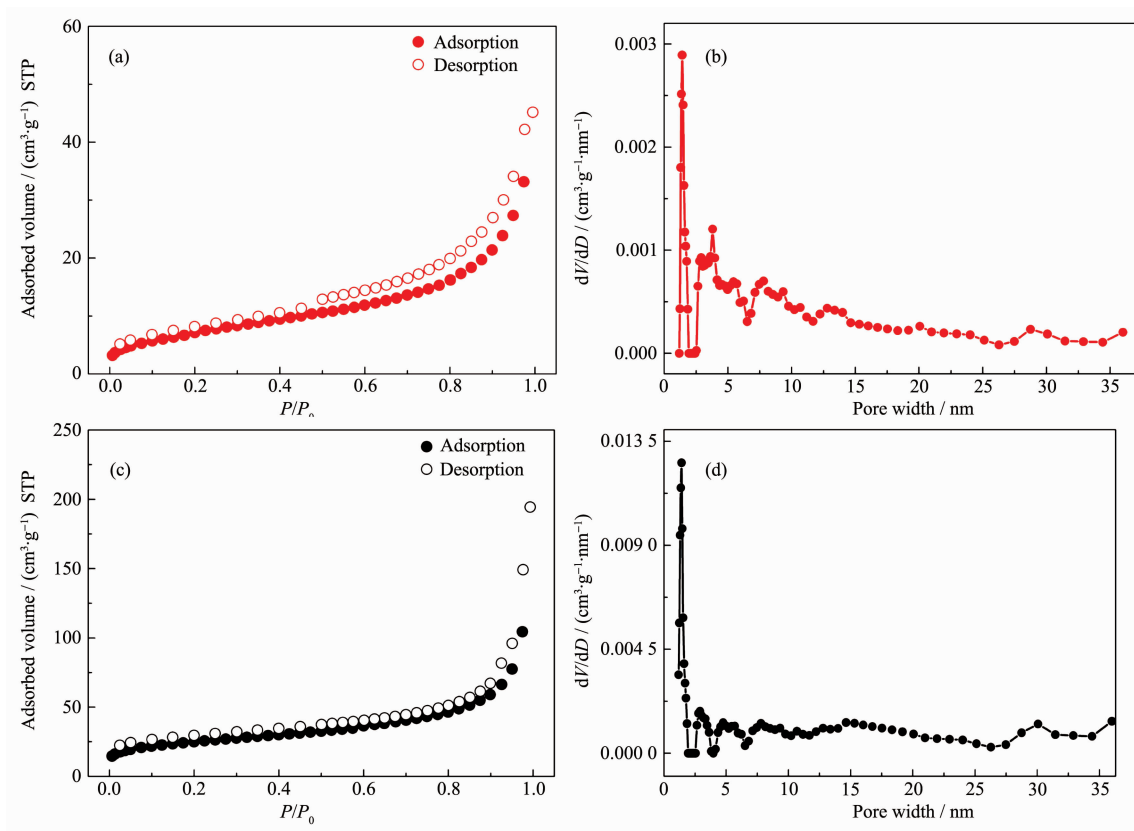 (a)
Adsorption
Desorption
Adsorbed volume / (cm³·g⁻¹) STP
60
40
20
0
0.0 0.2 0.4 0.6 0.8 1.0
P/P₀
(b)
dV/dD / (cm³·g⁻¹·nm⁻¹)
0.003
0.002
0.001
0.000
0 5 10 15 20 25 30 35
Pore width / nm
(c)
Adsorption
Desorption
Adsorbed volume / (cm³·g⁻¹) STP
250
200
150
100
50
0
0.0 0.2 0.4 0.6 0.8 1.0
P/P₀
(d)
dV/dD / (cm³·g⁻¹·nm⁻¹)
0.013 5
0.009 0
0.004 5
0.000 0
0 5 10 15 20 25 30 35
Pore width / nm